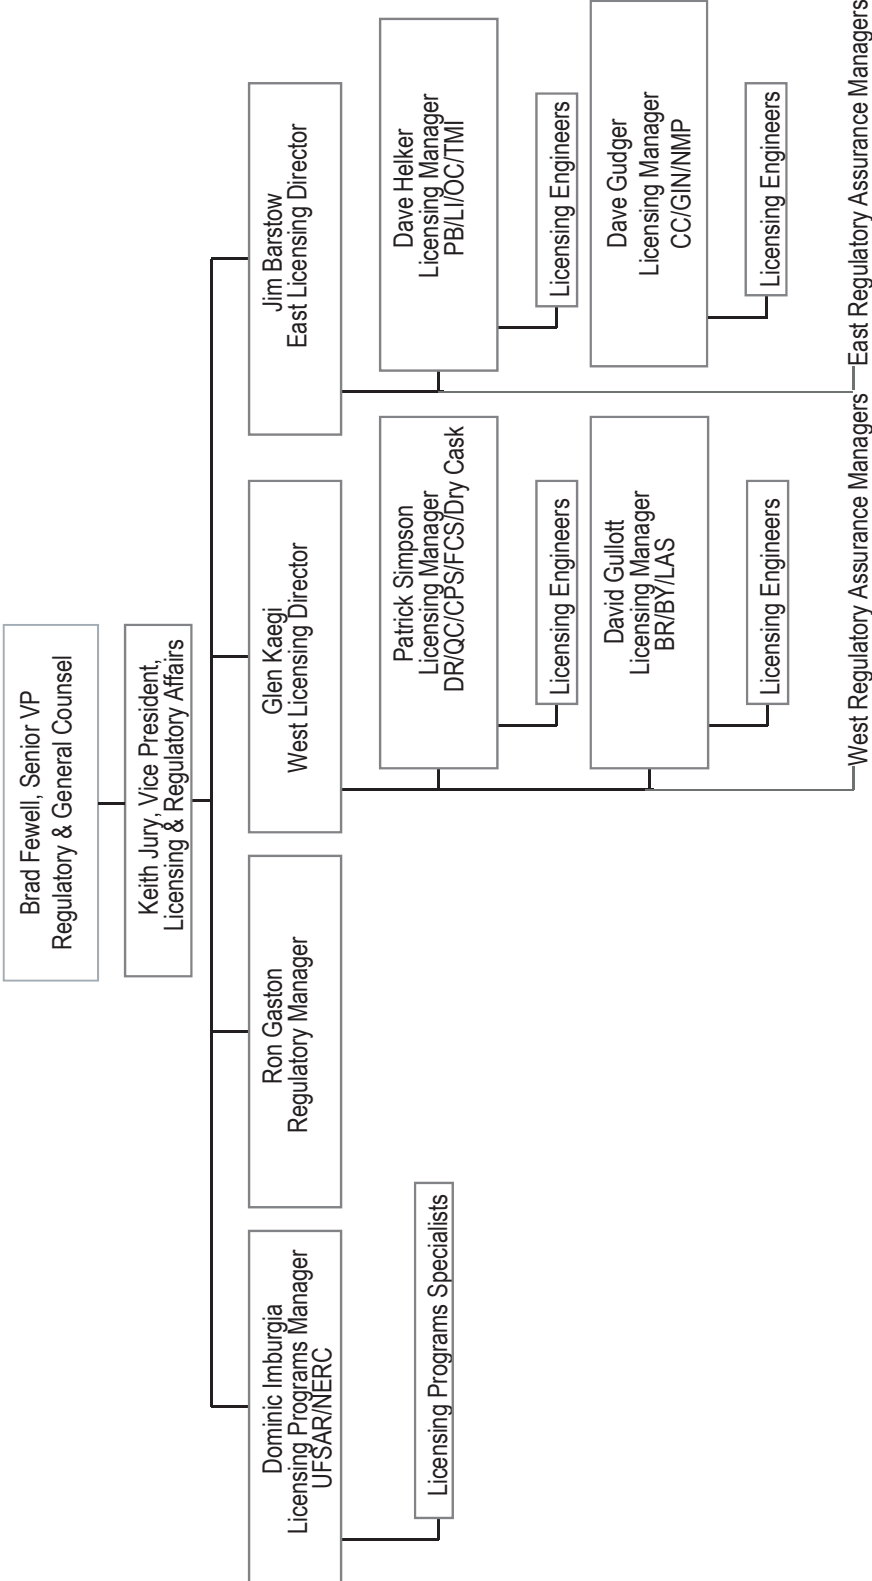 Brad Fewell, Senior VP
Regulatory & General Counsel
Keith Jury, Vice President,
Licensing & Regulatory Affairs
Dominic Imburgia
Licensing Programs Manager
UFSAR/NERC
Licensing Programs Specialists
Ron Gaston
Regulatory Manager
Glen Kaegi
West Licensing Director
Patrick Simpson
Licensing Manager
DR/QC/CPS/FCS/Dry Cask
Licensing Engineers
David Gullott
Licensing Manager
BR/BY/LAS
Licensing Engineers
West Regulatory Assurance Managers
Jim Barstow
East Licensing Director
Dave Helker
Licensing Manager
PB/LI/OC/TMI
Licensing Engineers
Dave Gudger
Licensing Manager
CC/GIN/NMP
Licensing Engineers
East Regulatory Assurance Managers